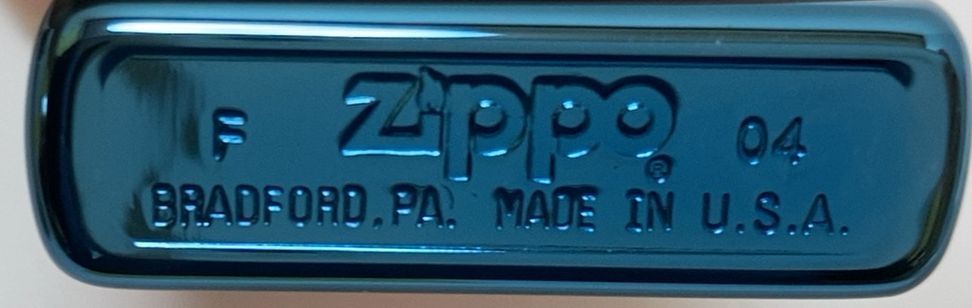 F Zippo® 04
BRADFORD, PA. MADE IN U.S.A.